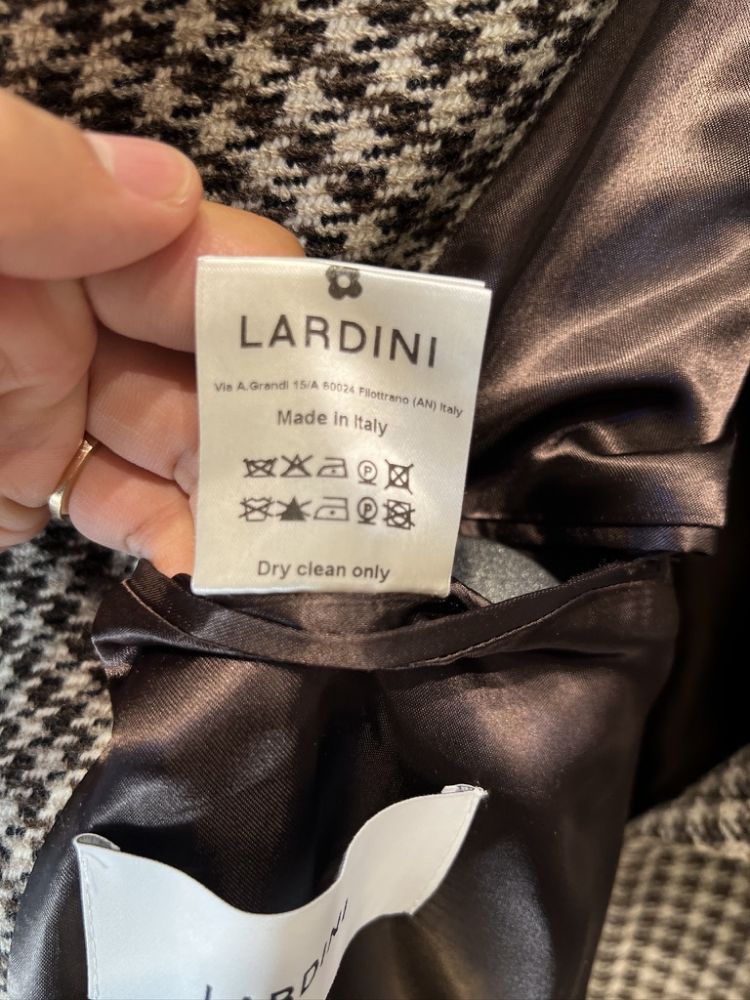 LARDINI
Via A.Grandi 15/A 60024 Filottrano (AN) Italy
Made in Italy
P
P
Dry clean only
LARDINI